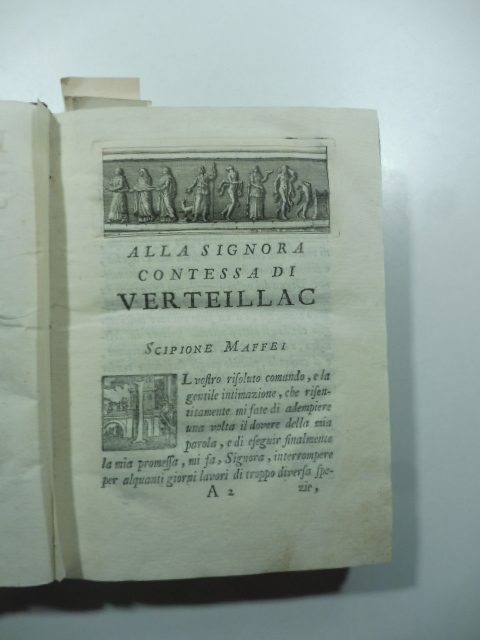 ALLA SIGNORA
CONTESSA DI
VERTEILLAC
SCIPIONE MAFFEI
IL vostro risoluto comando, e la
gentile intimazione, che risen-
titamente mi fate di adempiere
una volta il dovere della mia
parola, e di eseguir finalmente
la mia promessa, mi fa, Signora, interrompere
per alquanti giorni lavori di troppo diversa spe-
A 2
zie,